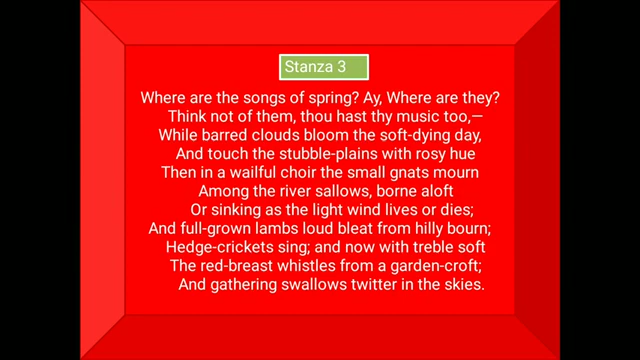 Stanza 3
Where are the songs of spring? Ay, Where are they?
Think not of them, thou hast thy music too,—
While barred clouds bloom the soft-dying day,
And touch the stubble-plains with rosy hue
Then in a wailful choir the small gnats mourn
Among the river sallows, borne aloft
Or sinking as the light wind lives or dies;
And full-grown lambs loud bleat from hilly bourn;
Hedge-crickets sing; and now with treble soft
The red-breast whistles from a garden-croft;
And gathering swallows twitter in the skies.